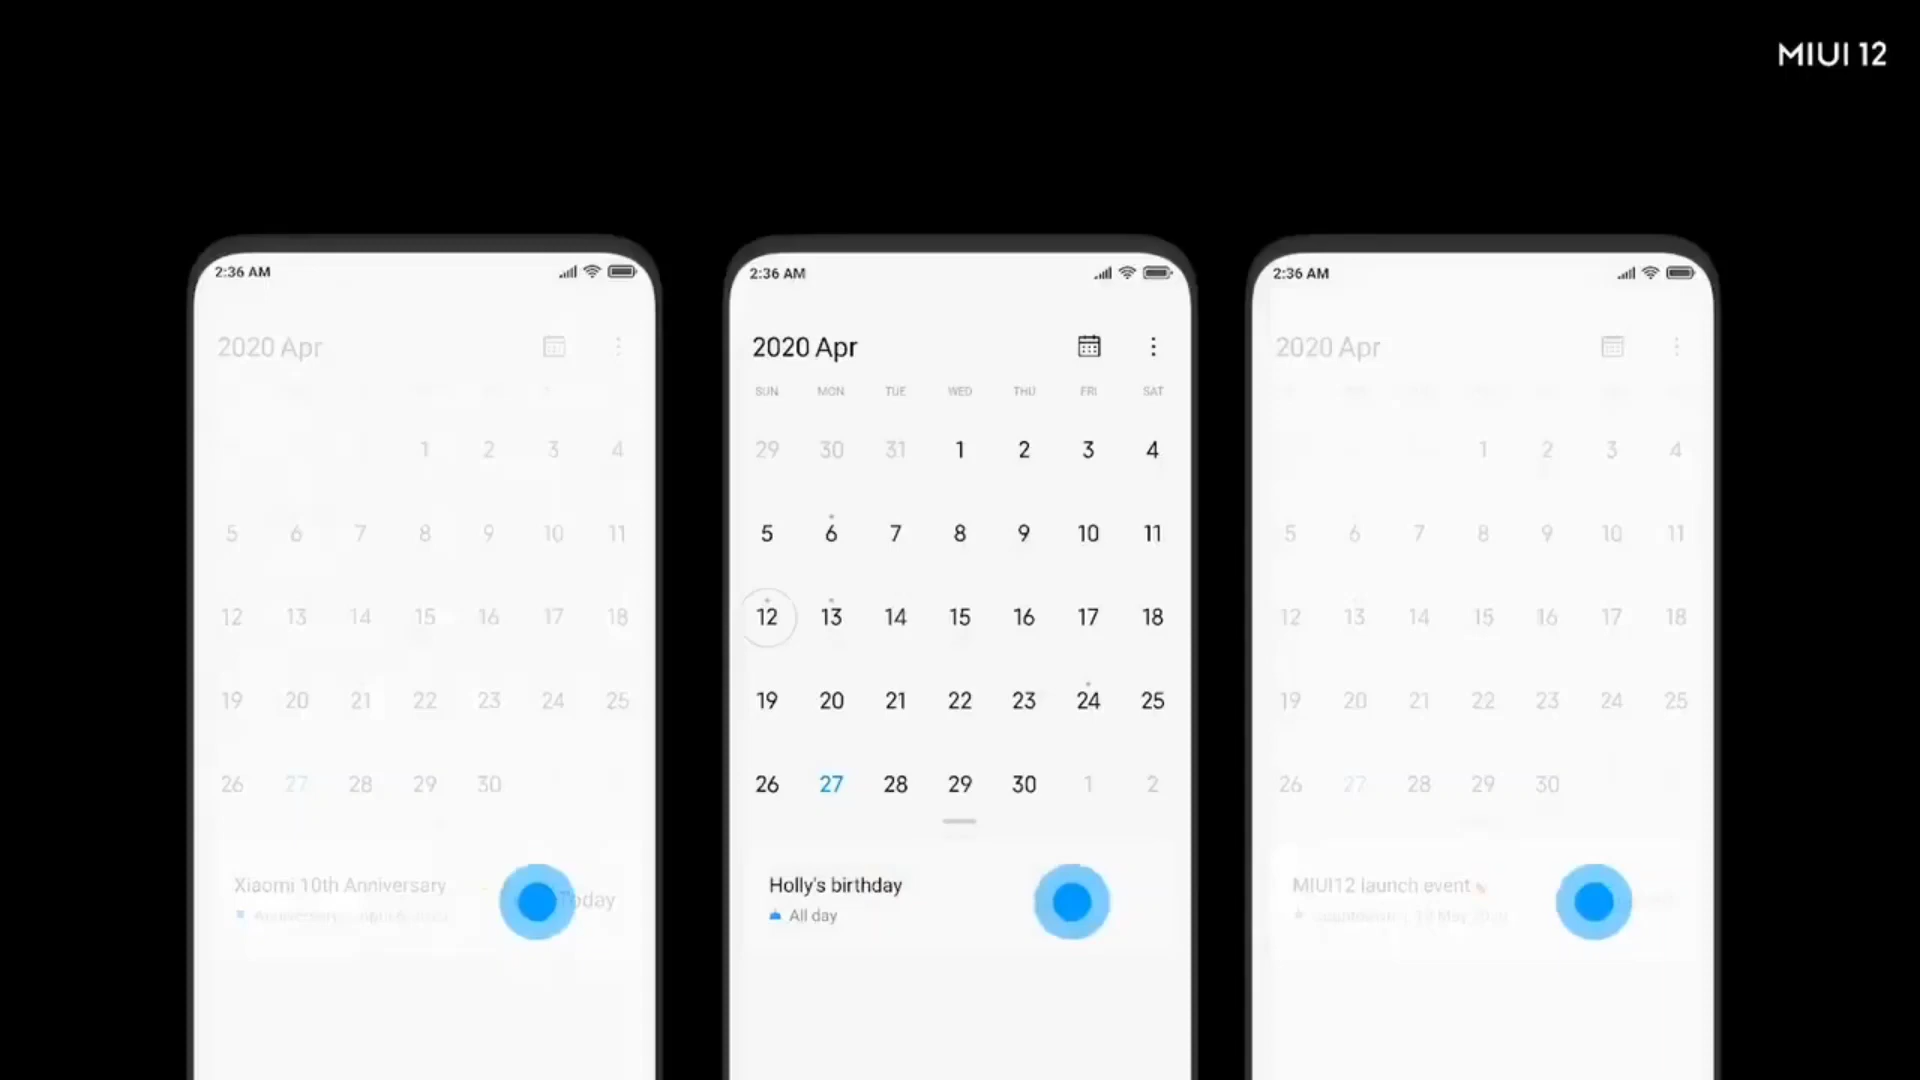 MIUI 12
2:36 AM
2020 Apr
1 2 3 4
5 6 7 8 9 10 11
12 13 14 15 16 17 18
19 20 21 22 23 24 25
26 27 28 29 30
Xiaomi 10th Anniversary
Today
2:36 AM
2020 Apr
SUN MON TUE WED THU FRI SAT
29 30 31 1 2 3 4
5 6 7 8 9 10 11
12 13 14 15 16 17 18
19 20 21 22 23 24 25
26 27 28 29 30 1 2
Holly's birthday
All day
2:36 AM
2020 Apr
1 2 3 4
5 6 7 8 9 10 11
12 13 14 15 16 17 18
19 20 21 22 23 24 25
26 27 28 29 30
MIUI12 launch event